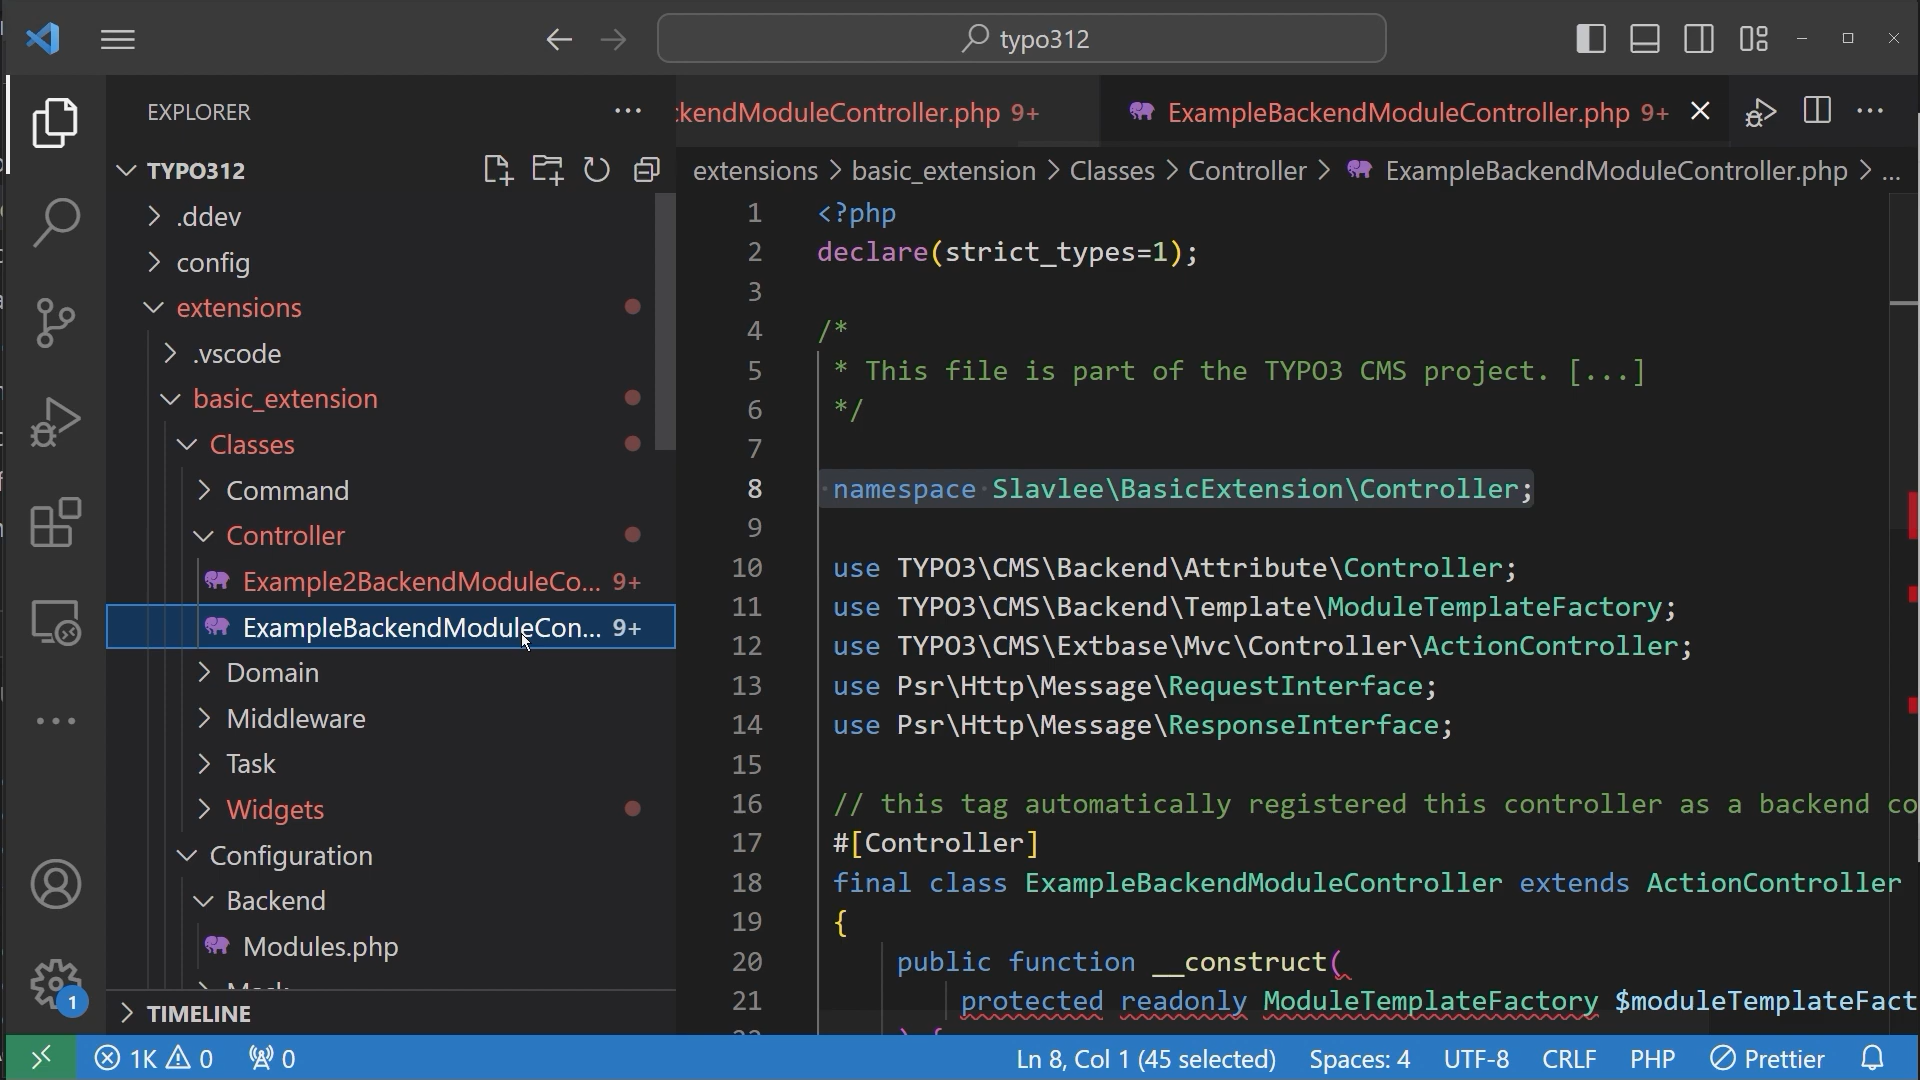 typo312
EXPLORER
TYPO312
.ddev
config
extensions
.vscode
basic_extension
Classes
Command
Controller
Example2BackendModuleCo... 9+
ExampleBackendModuleCon... 9+
Domain
Middleware
Task
Widgets
Configuration
Backend
Modules.php
TIMELINE
kendModuleController.php 9+
ExampleBackendModuleController.php 9+
extensions > basic_extension > Classes > Controller > ExampleBackendModuleController.php > ...
1 <?php
2 declare(strict_types=1);
3
4 /*
5 * This file is part of the TYPO3 CMS project. [...]
6 */
7
8 namespace Slavlee\BasicExtension\Controller;
9
10 use TYPO3\CMS\Backend\Attribute\Controller;
11 use TYPO3\CMS\Backend\Template\ModuleTemplateFactory;
12 use TYPO3\CMS\Extbase\Mvc\Controller\ActionController;
13 use Psr\Http\Message\RequestInterface;
14 use Psr\Http\Message\ResponseInterface;
15
16 // this tag automatically registered this controller as a backend co
17 #[Controller]
18 final class ExampleBackendModuleController extends ActionController
19 {
20 public function __construct(
21 protected readonly ModuleTemplateFactory $moduleTemplateFact
1
1K 0 0
Ln 8, Col 1 (45 selected) Spaces: 4 UTF-8 CRLF PHP Prettier